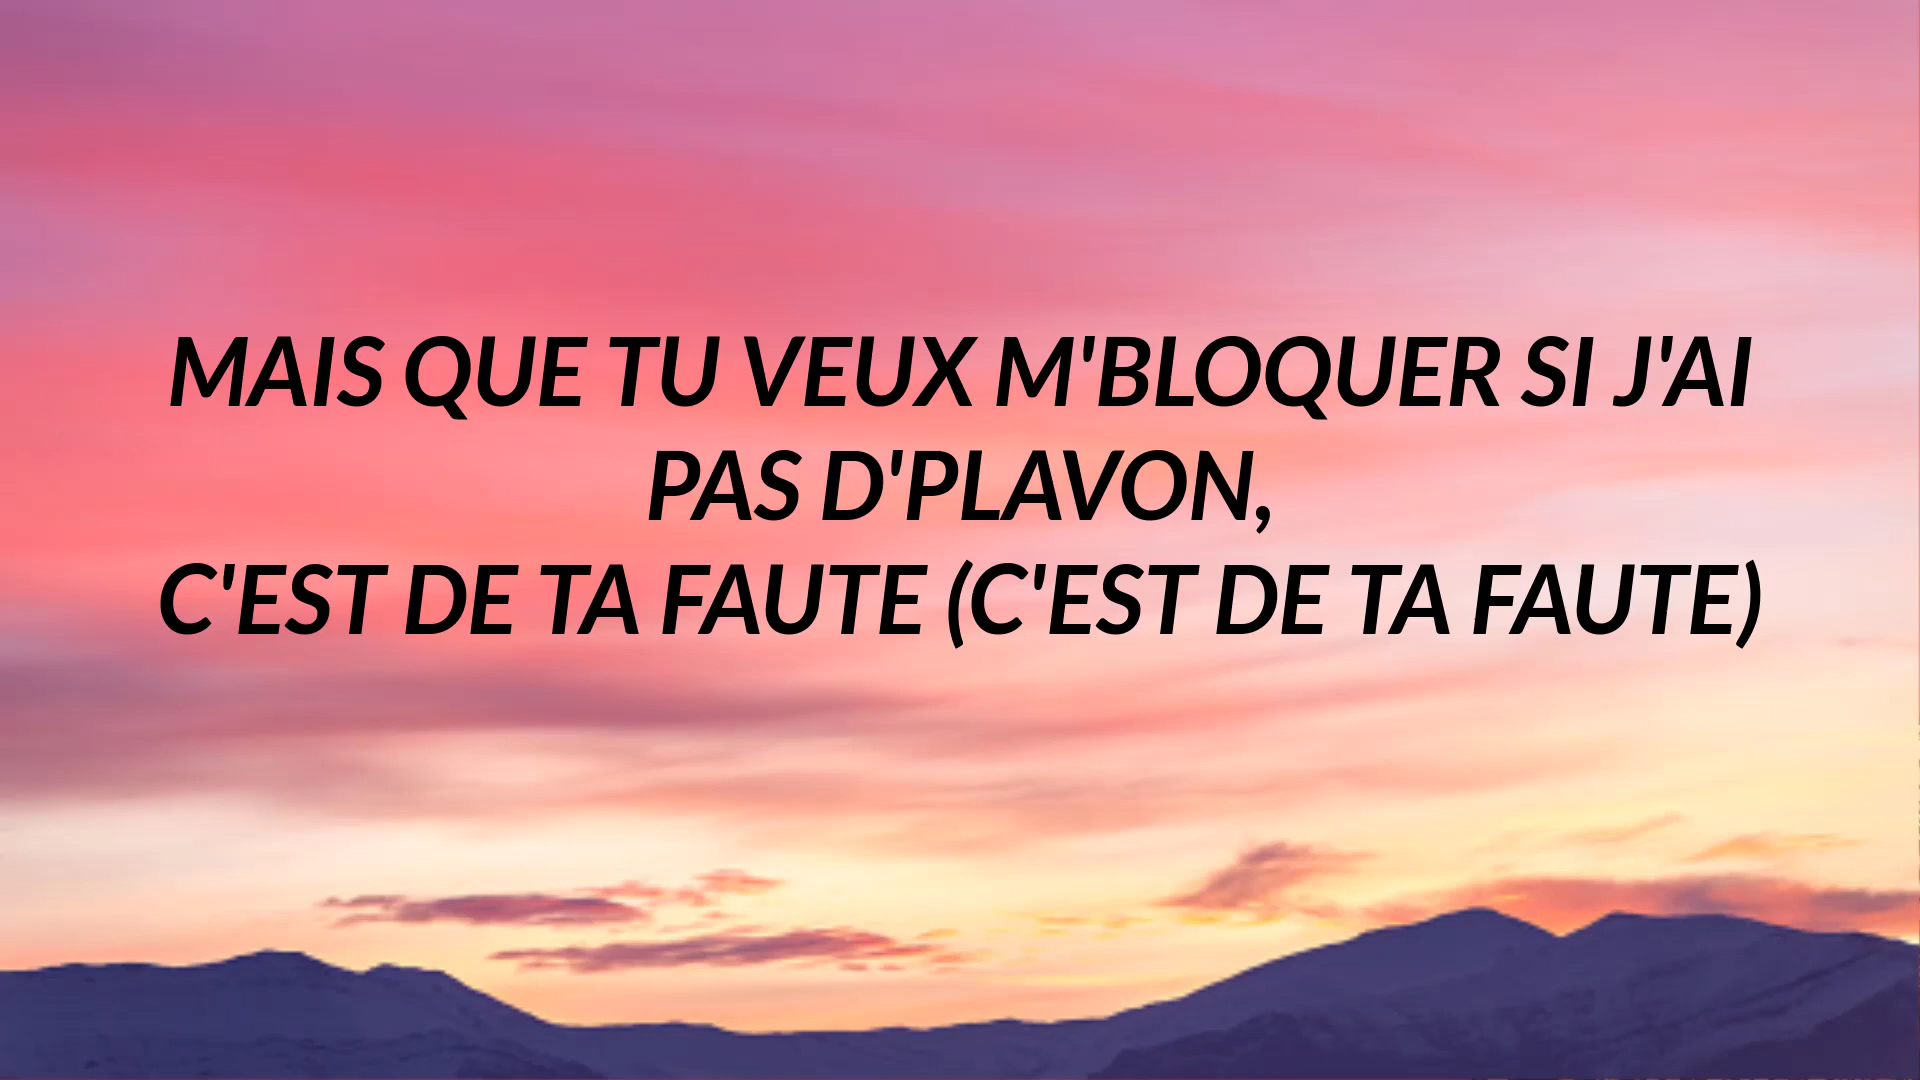 MAIS QUE TU VEUX M'BLOQUER SI J'AI
PAS D'PLAVON,
C'EST DE TA FAUTE (C'EST DE TA FAUTE)